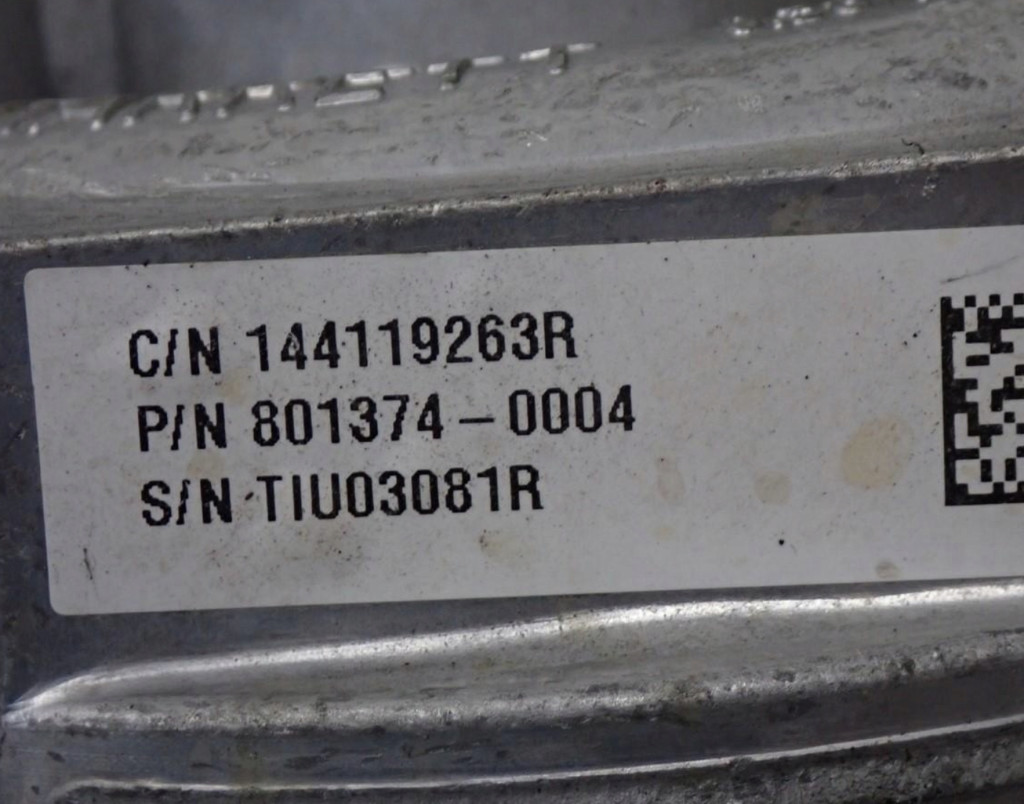 C/N 144119263R
P/N 801374-0004
S/N TIU03081R